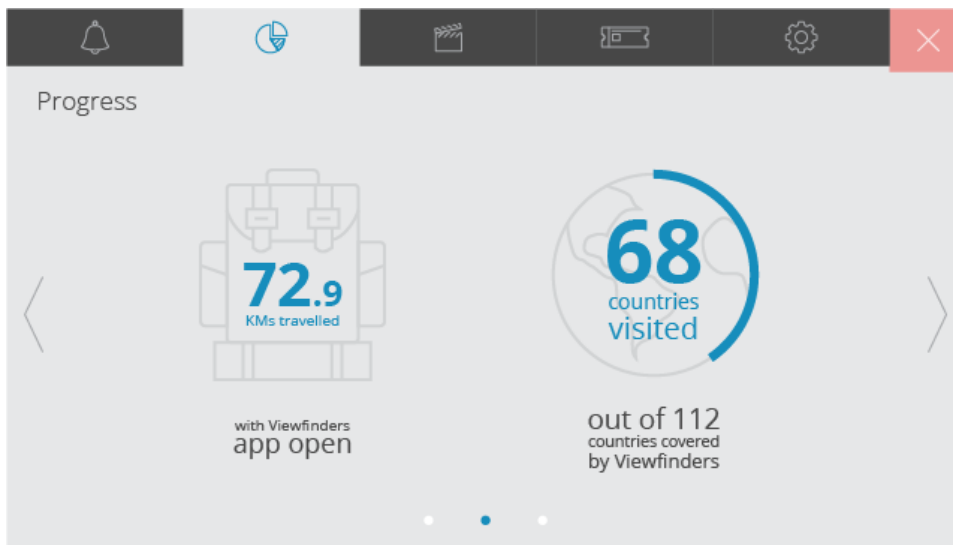 Progress
72.9
KMs travelled
with Viewfinders
app open
68
countries
visited
out of 112
countries covered
by Viewfinders